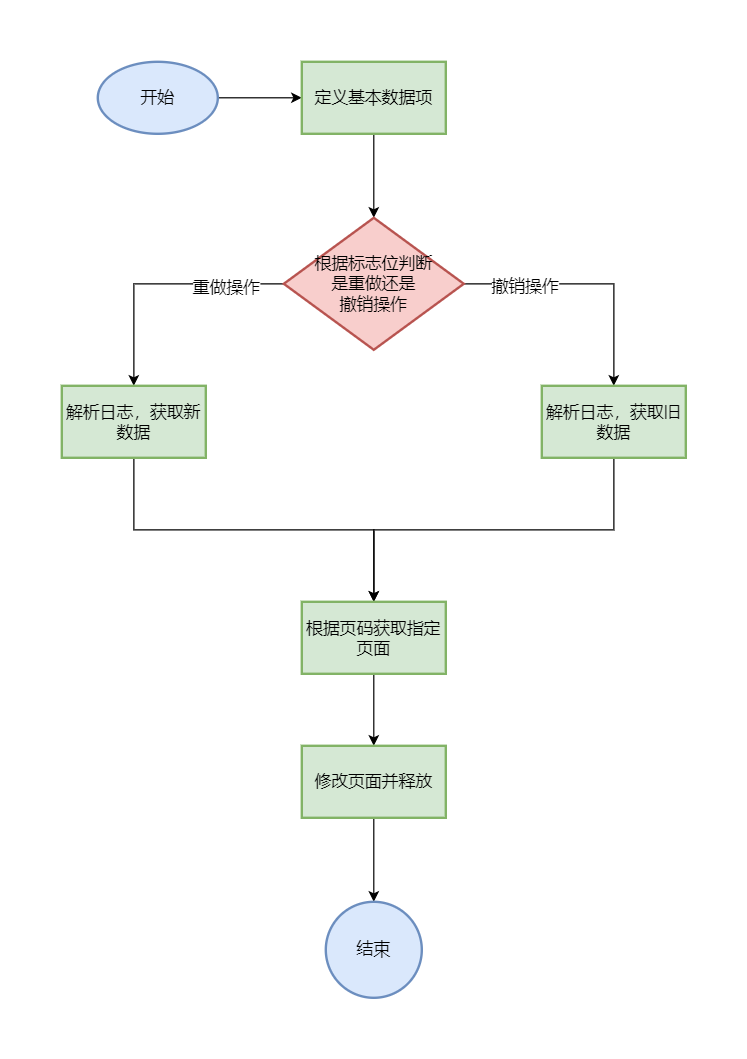 开始
定义基本数据项
根据标志位判断
是重做还是
撤销操作
重做操作
撤销操作
解析日志，获取新
数据
解析日志，获取旧
数据
根据页码获取指定
页面
修改页面并释放
结束